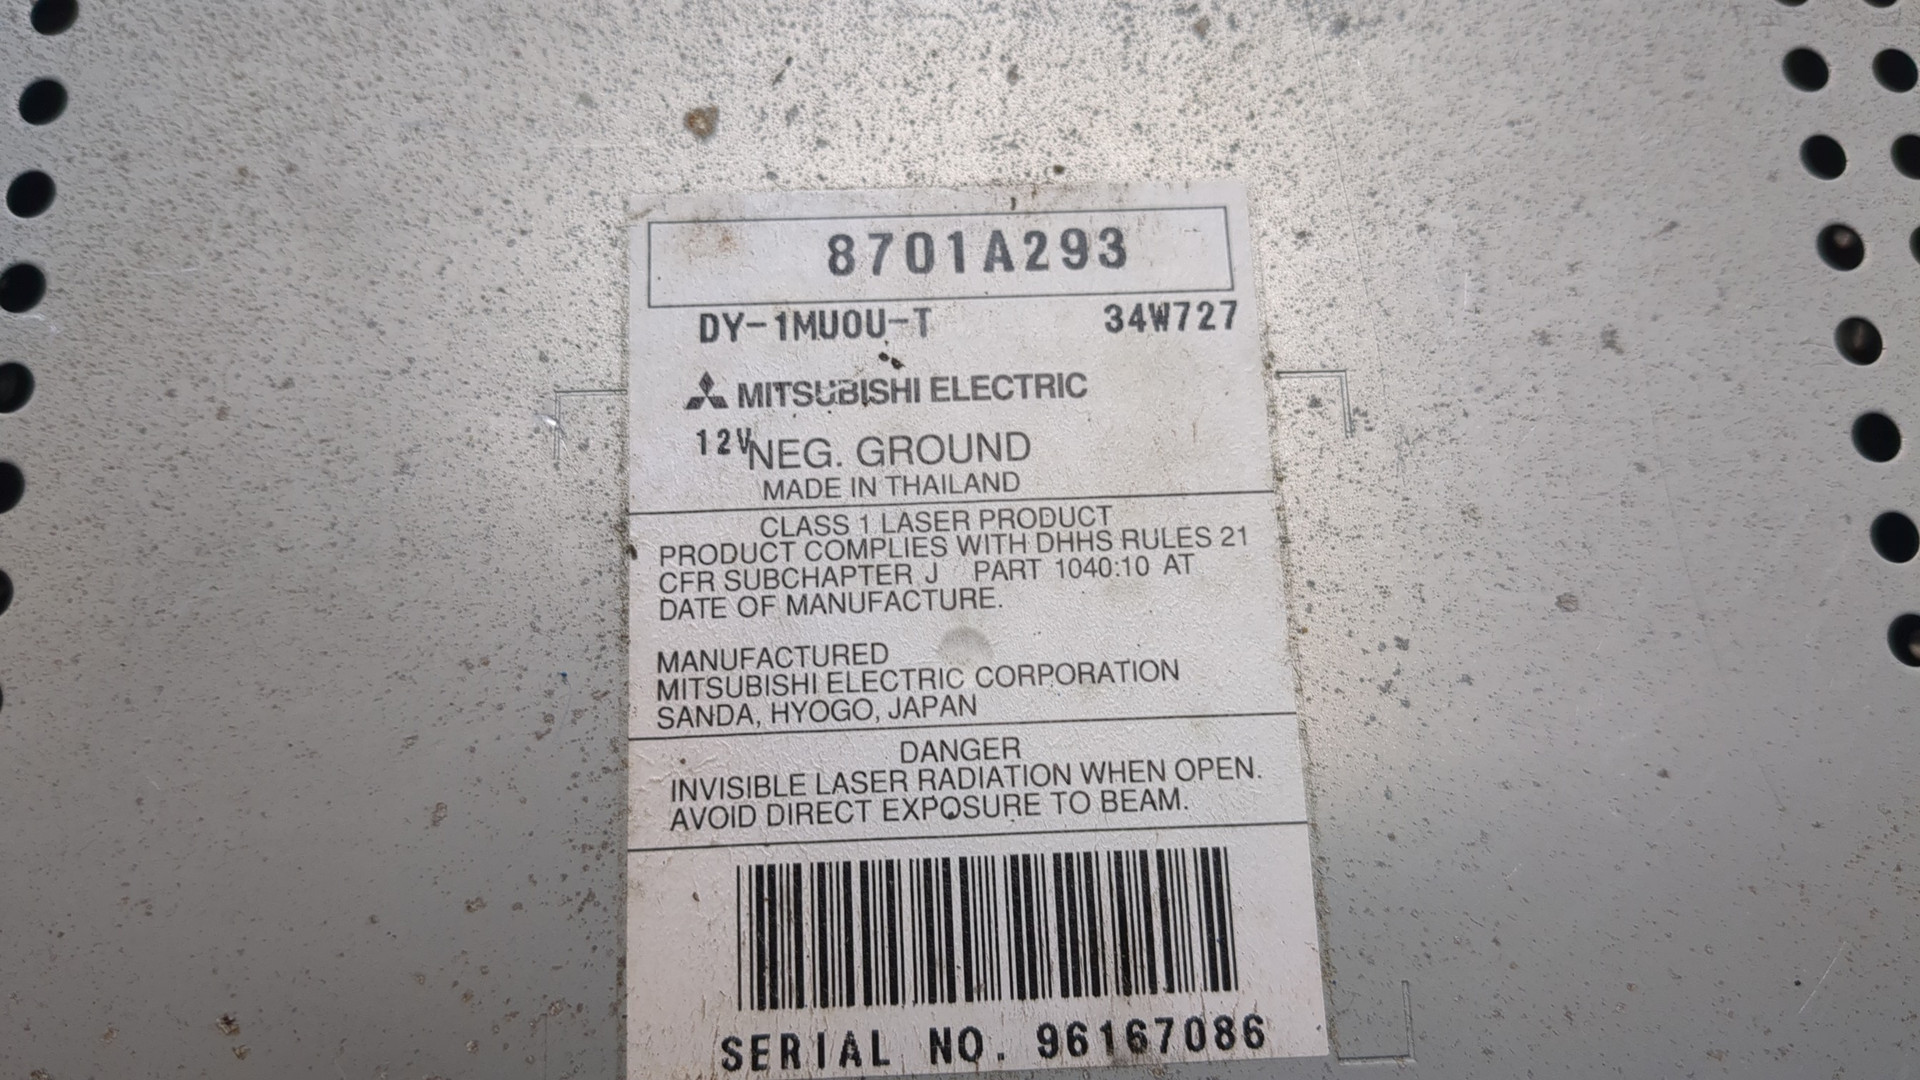 8701A293
DY-1MU0U-T 34W727
MITSUBISHI ELECTRIC
12V NEG. GROUND
MADE IN THAILAND
CLASS 1 LASER PRODUCT
PRODUCT COMPLIES WITH DHHS RULES 21
CFR SUBCHAPTER J PART 1040:10 AT
DATE OF MANUFACTURE.
MANUFACTURED
MITSUBISHI ELECTRIC CORPORATION
SANDA, HYOGO, JAPAN
DANGER
INVISIBLE LASER RADIATION WHEN OPEN.
AVOID DIRECT EXPOSURE TO BEAM.
SERIAL NO. 96167086